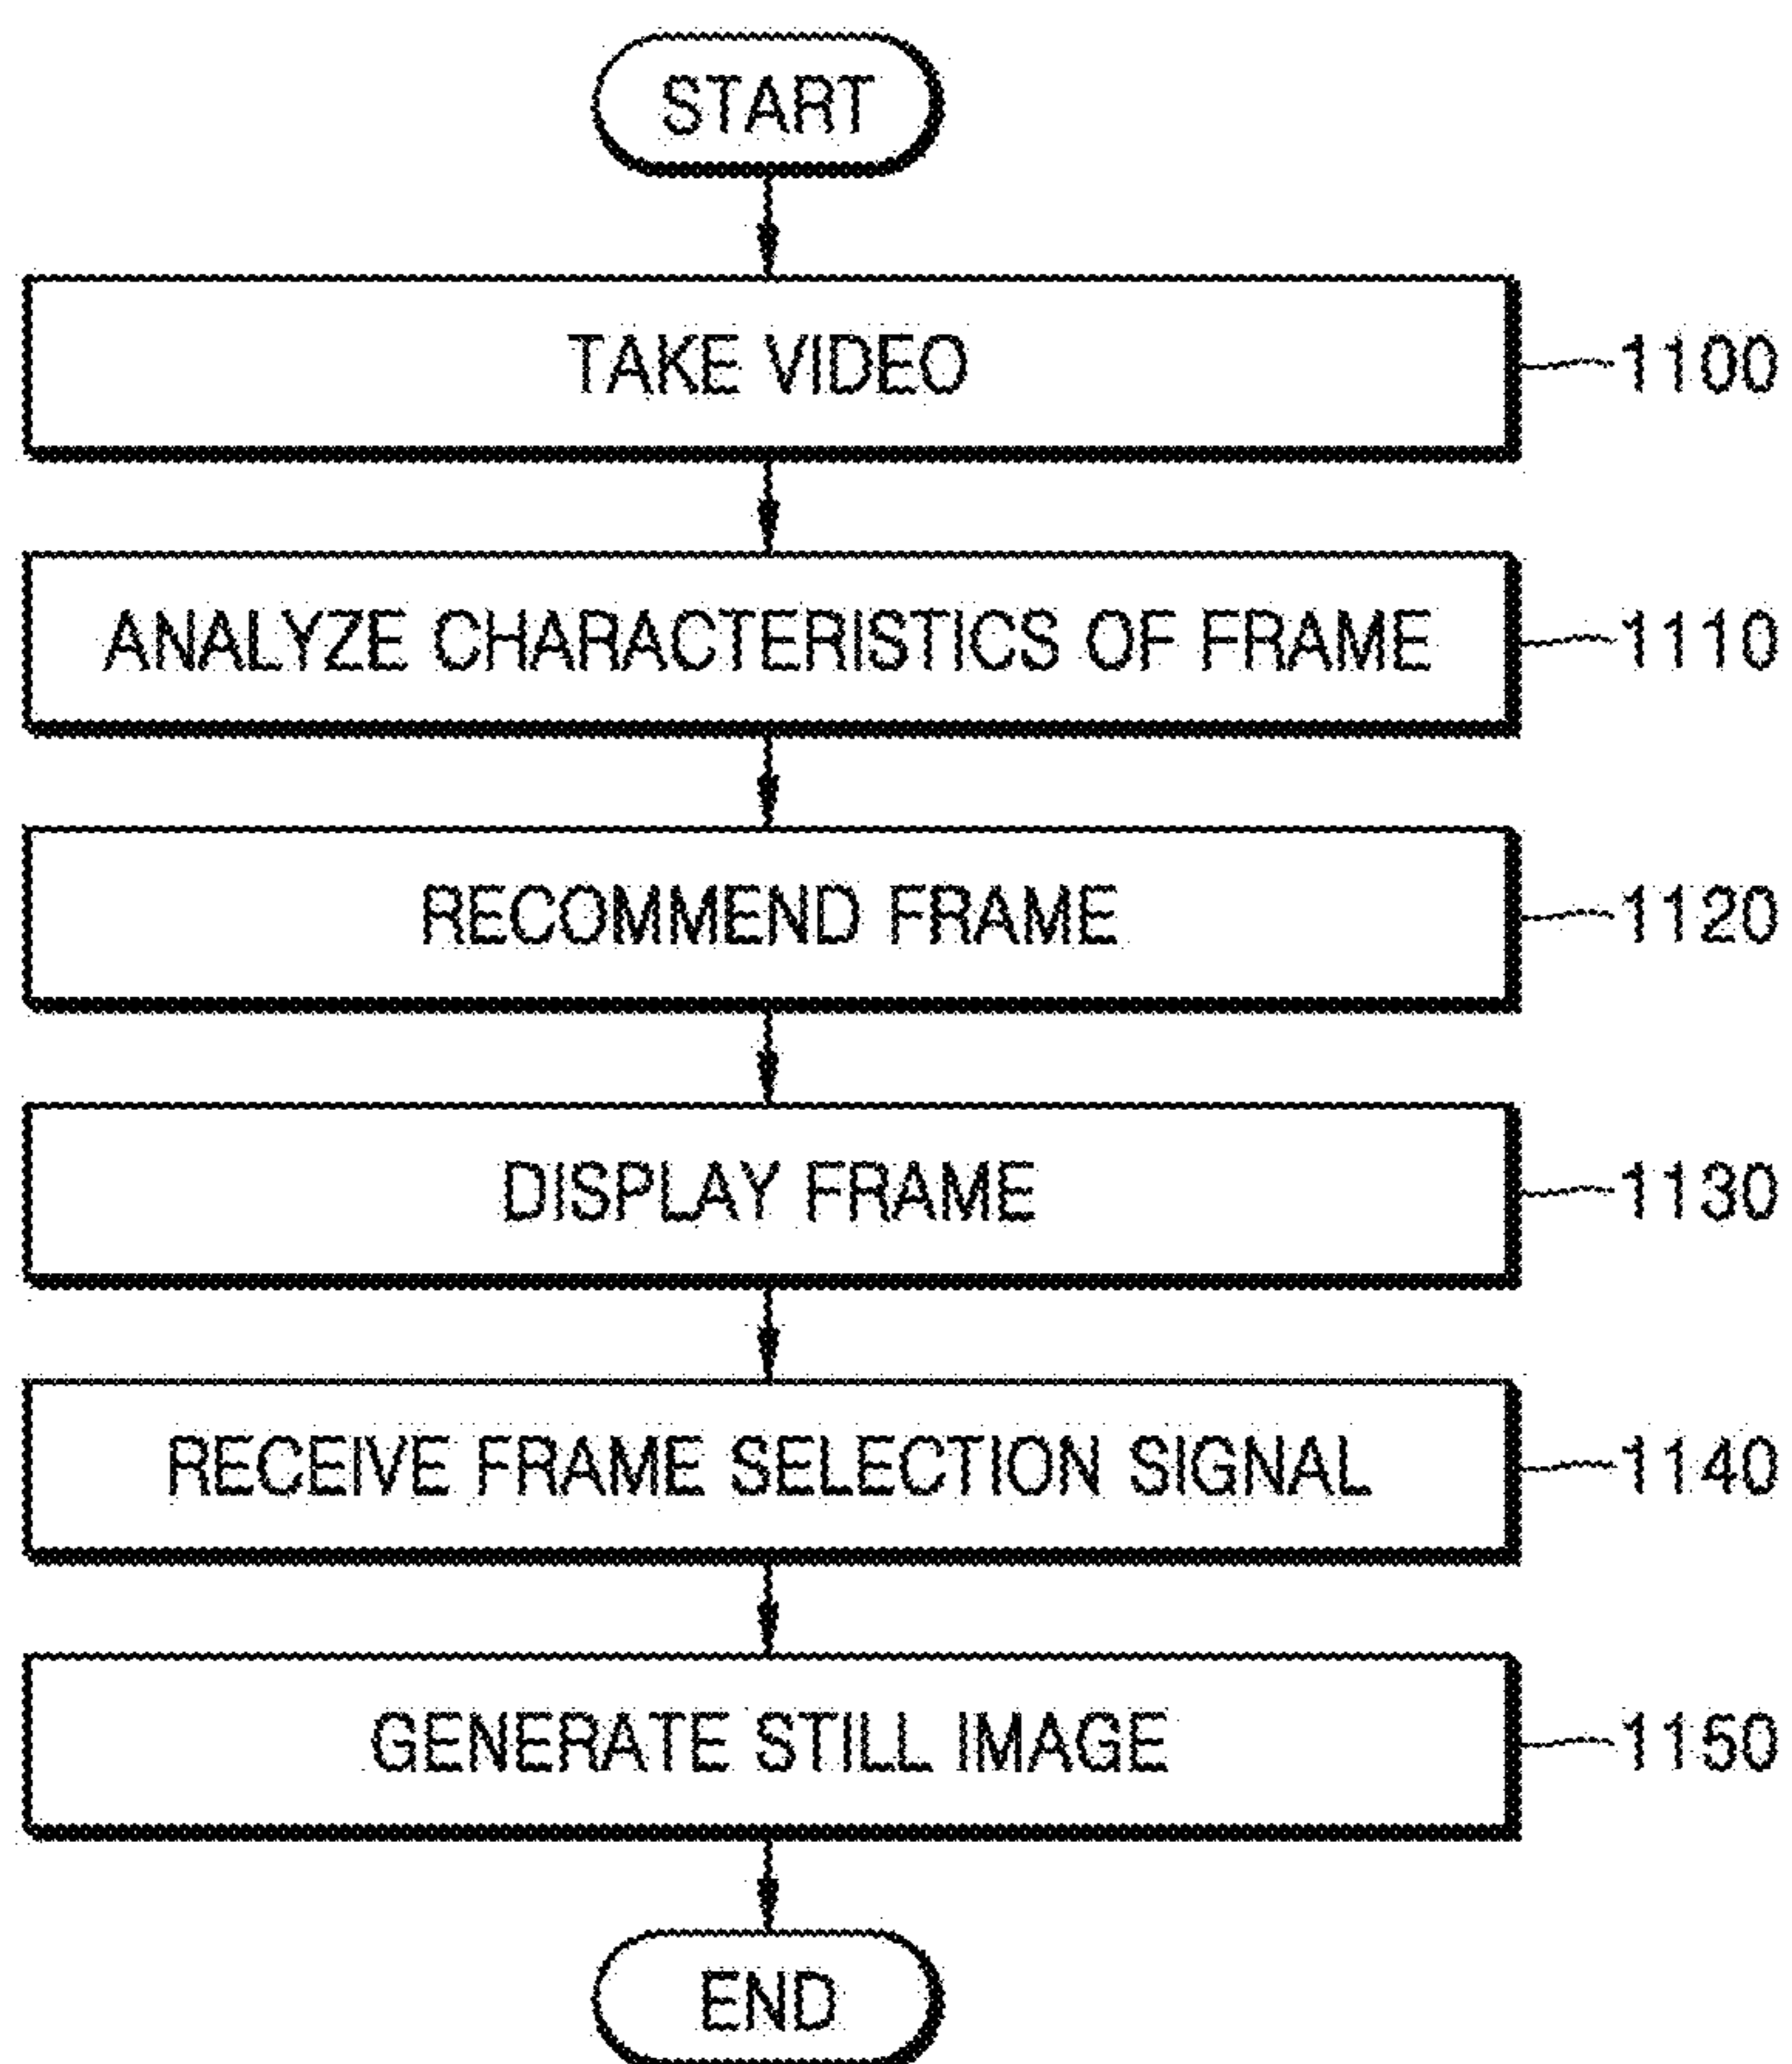 START
TAKE VIDEO 1100
ANALYZE CHARACTERISTICS OF FRAME 1110
RECOMMEND FRAME 1120
DISPLAY FRAME 1130
RECEIVE FRAME SELECTION SIGNAL 1140
GENERATE STILL IMAGE 1150
END